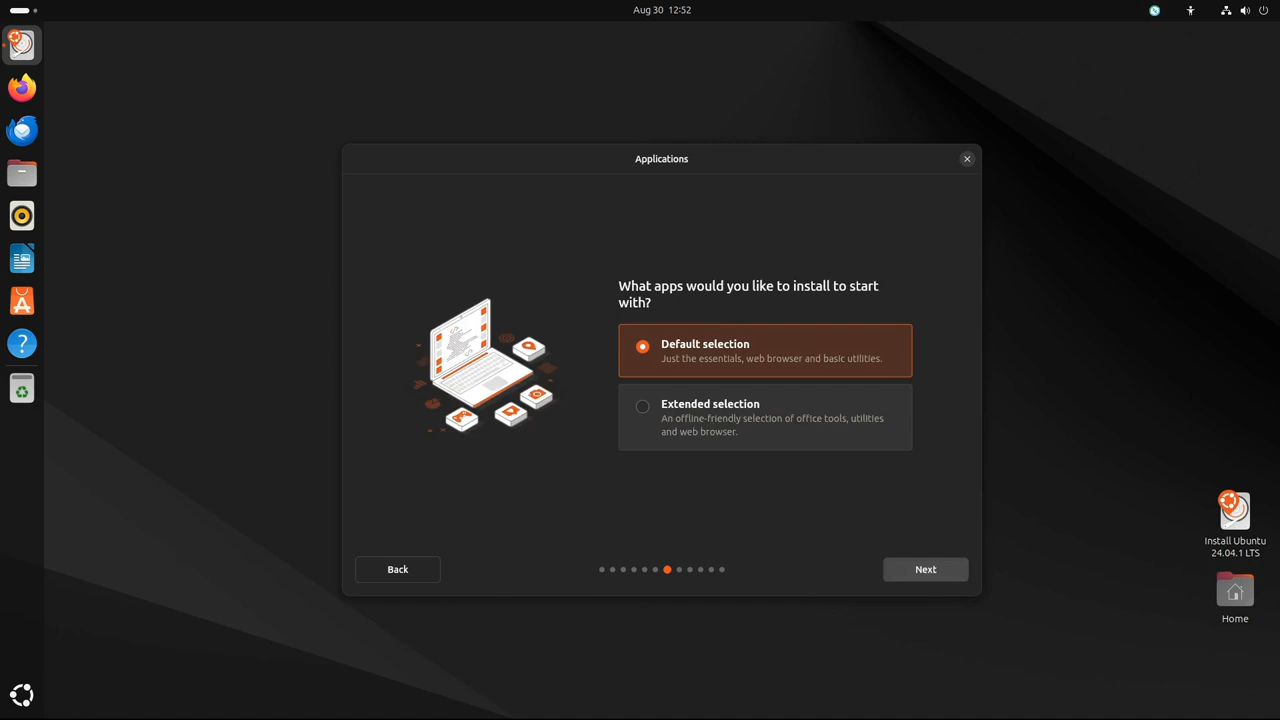 Aug 30 12:52
Applications
What apps would you like to install to start
with?
Default selection
Just the essentials, web browser and basic utilities.
Extended selection
An offline-friendly selection of office tools, utilities
and web browser.
Back
Next
Install Ubuntu
24.04.1 LTS
Home